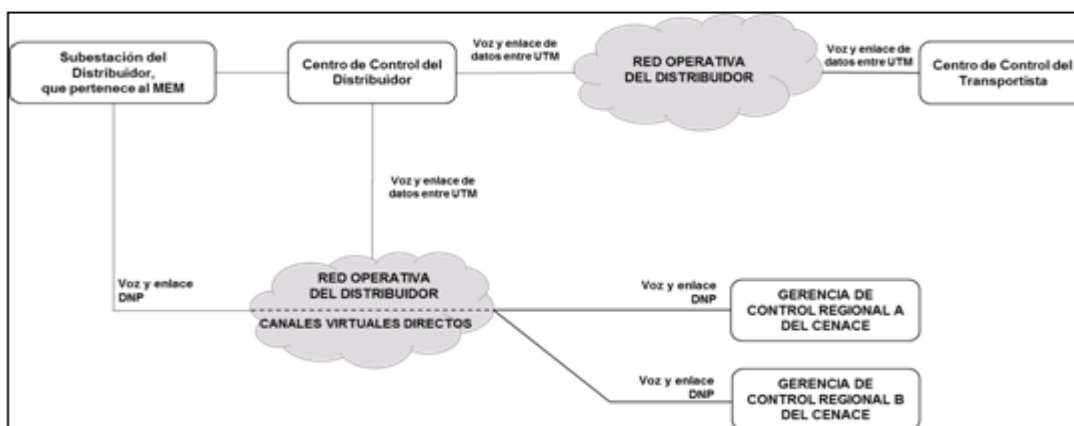 Subestación del
Distribuidor,
que pertenece al MEM
Centro de Control del
Distribuidor
Voz y enlace de
datos entre UTM
RED OPERATIVA
DEL DISTRIBUIDOR
Voz y enlace de
datos entre UTM
Centro de Control del
Transportista
Voz y enlace de
datos entre UTM
Voz y enlace
DNP
RED OPERATIVA
DEL DISTRIBUIDOR
CANALES VIRTUALES DIRECTOS
Voz y enlace
DNP
GERENCIA DE
CONTROL REGIONAL A
DEL CENACE
Voz y enlace
DNP
GERENCIA DE
CONTROL REGIONAL B
DEL CENACE